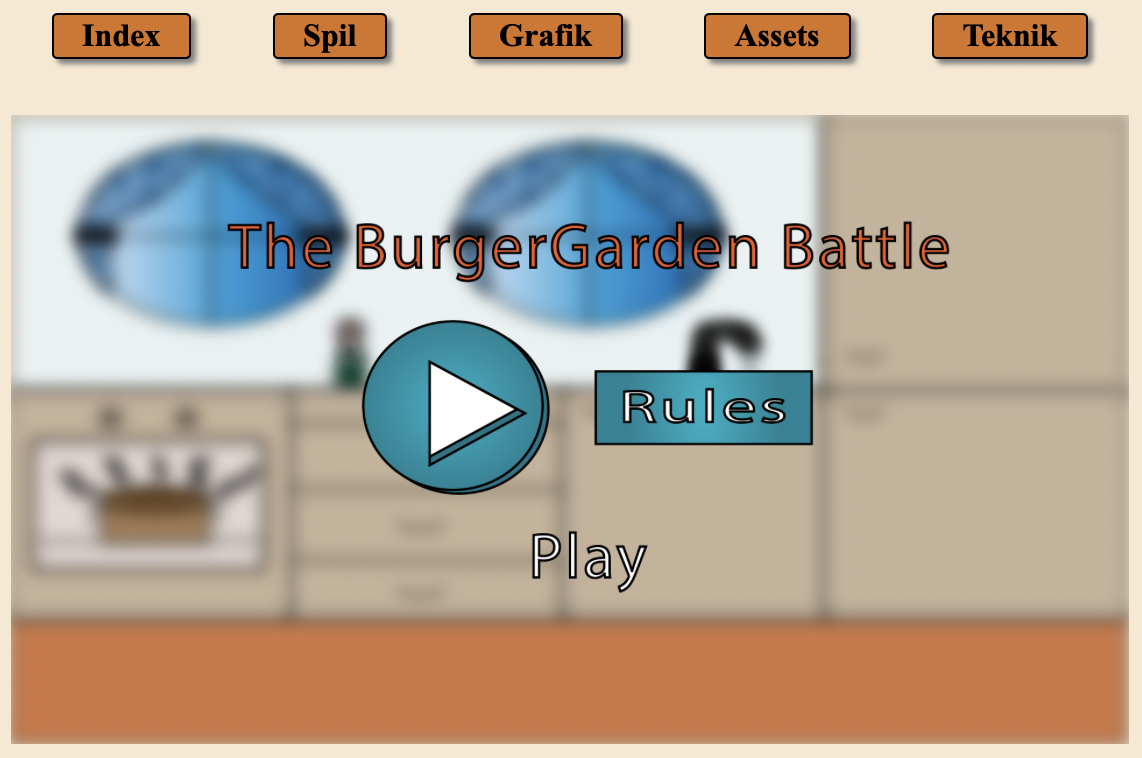 Index
Spil
Grafik
Assets
Teknik
The BurgerGarden Battle
Rules
Play